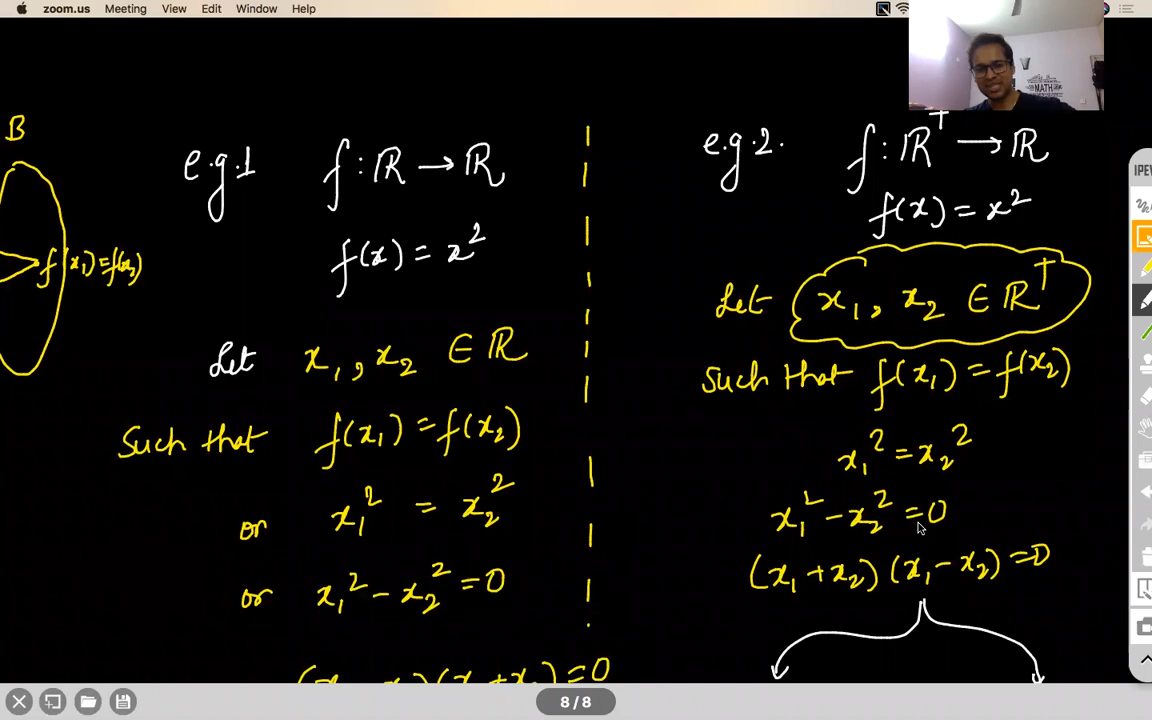 zoom.us Meeting View Edit Window Help
MATH
B
f(x₁)=f(x₂)
e.g.1 f : ℝ → ℝ
f(x) = x²
Let x₁, x₂ ∈ ℝ
Such that f(x₁) = f(x₂)
or x₁² = x₂²
or x₁² - x₂² = 0
e.g.2. f : ℝ⁺ → ℝ
f(x) = x²
Let x₁, x₂ ∈ ℝ⁺
such that f(x₁) = f(x₂)
x₁² = x₂²
x₁² - x₂² = 0
(x₁ + x₂) (x₁ - x₂) = 0
8/8